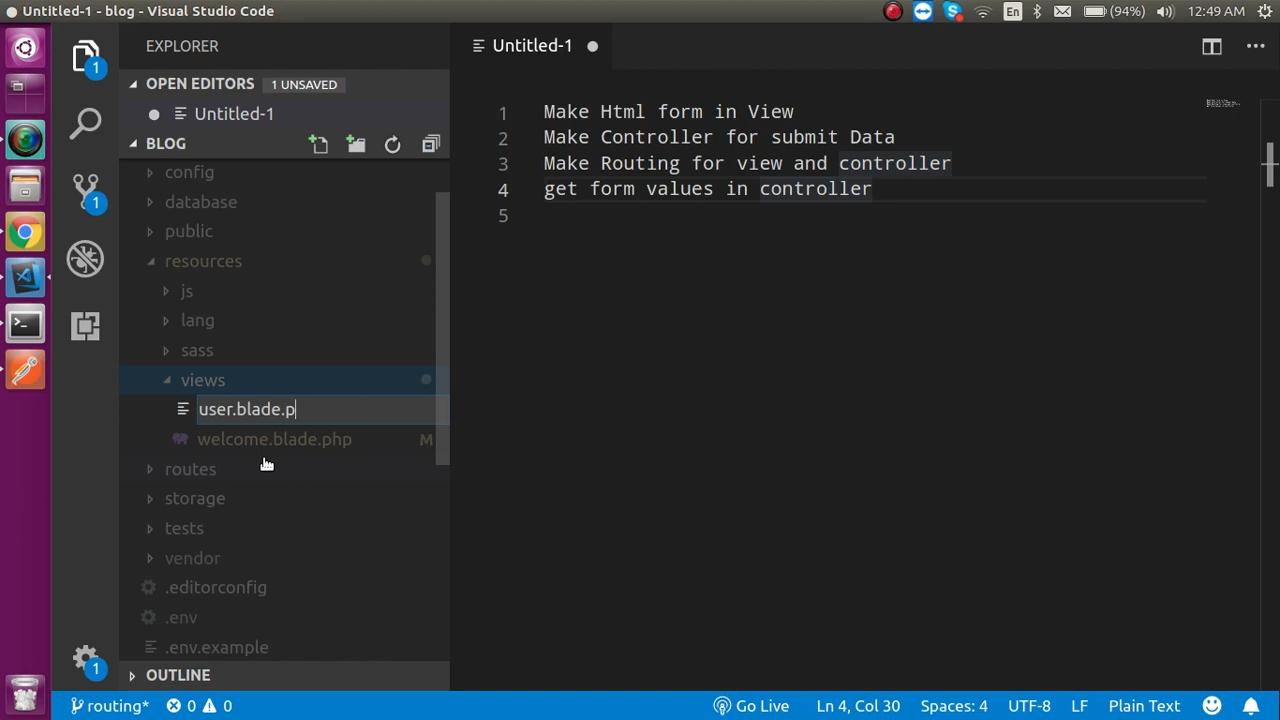 Untitled-1 - blog - Visual Studio Code
En
(94%)
12:49 AM
EXPLORER
OPEN EDITORS
1 UNSAVED
Untitled-1
BLOG
config
database
public
resources
js
lang
sass
views
user.blade.p
welcome.blade.php
M
routes
storage
tests
vendor
.editorconfig
.env
.env.example
OUTLINE
1
1
1
Untitled-1
1 Make Html form in View
2 Make Controller for submit Data
3 Make Routing for view and controller
4 get form values in controller
5
routing*
0
0
Go Live
Ln 4, Col 30
Spaces: 4
UTF-8
LF
Plain Text